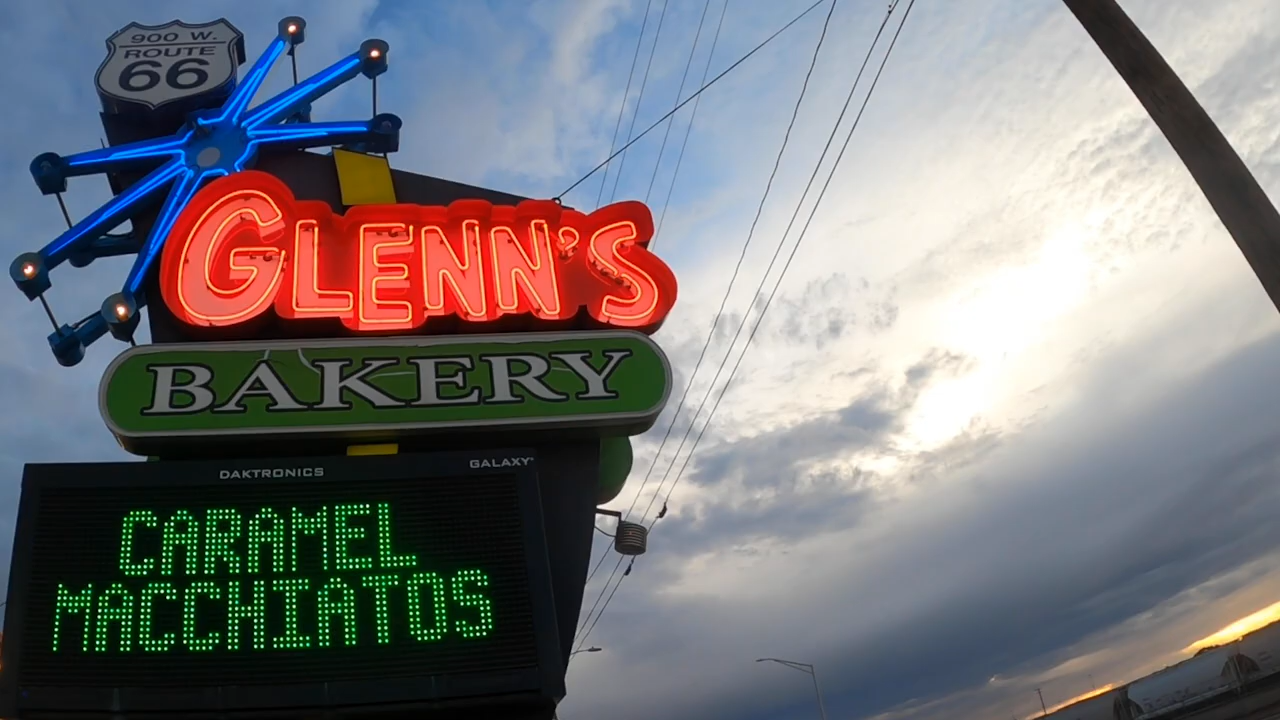 900 W.
ROUTE
66
GLENN'S
BAKERY
DAKTRONICS
GALAXY
CARAMEL
MACCHIATOS